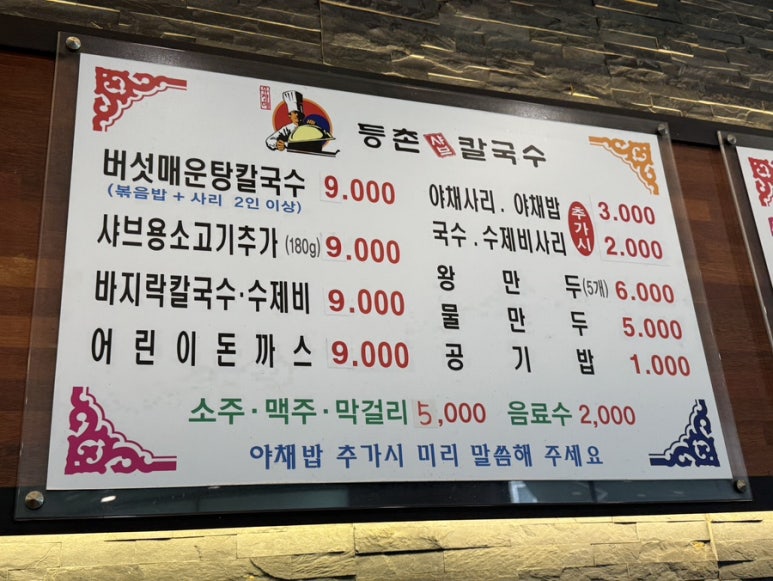 등촌 샤브 칼국수
버섯매운탕칼국수 9.000
(볶음밥 + 사리 2인 이상)
샤브용소고기추가 (180g) 9.000
바지락칼국수·수제비 9.000
어린이돈까스 9.000
야채사리 . 야채밥 추가시 3.000
국수 . 수제비사리 2.000
왕만두(5개) 6.000
물만두 5.000
공기밥 1.000
소주·맥주·막걸리 5,000 음료수 2,000
야채밥 추가시 미리 말씀해 주세요